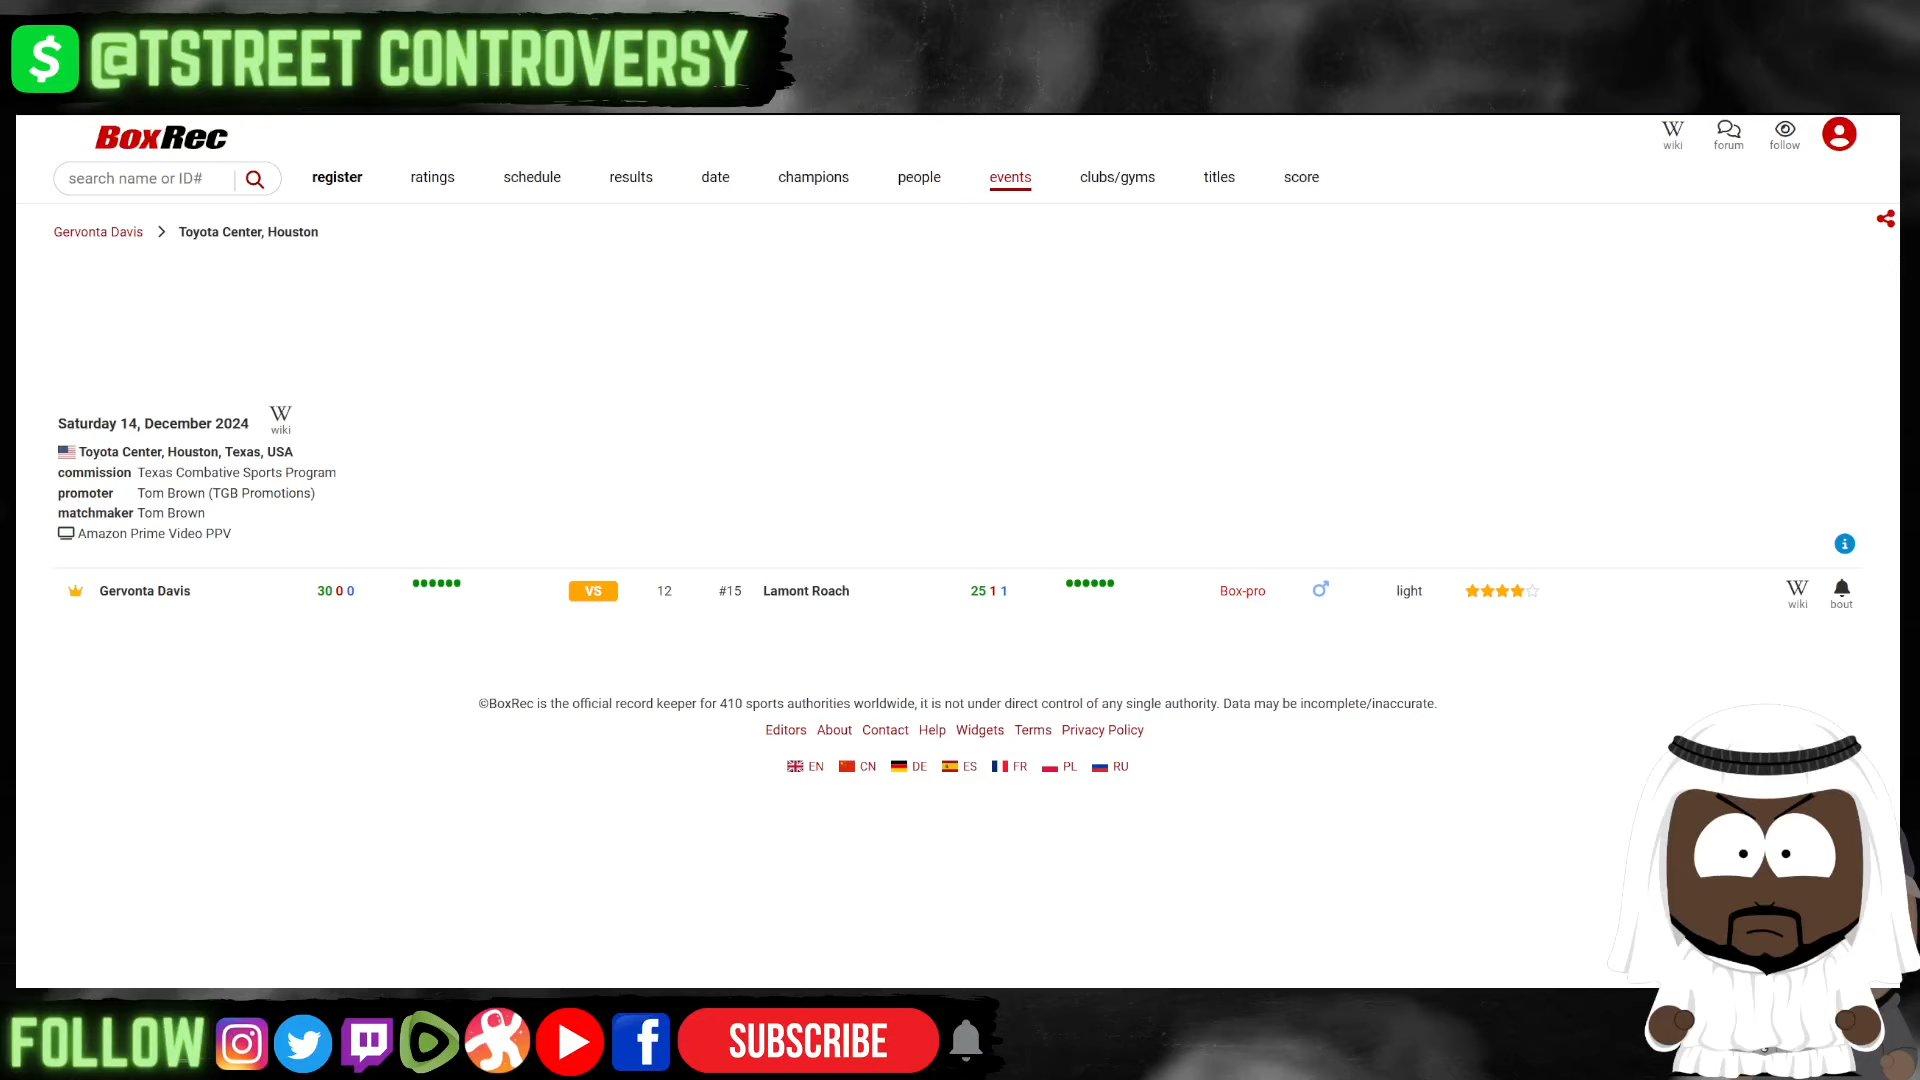 $ @TSTREET CONTROVERSY
BoxRec
wiki forum follow
search name or ID# register ratings schedule results date champions people events clubs/gyms titles score
Gervonta Davis Toyota Center, Houston
Saturday 14, December 2024 W wiki
Toyota Center, Houston, Texas, USA
commission Texas Combative Sports Program
promoter Tom Brown (TGB Promotions)
matchmaker Tom Brown
Amazon Prime Video PPV
Gervonta Davis 30 0 0 VS 12 #15 Lamont Roach 25 1 1 Box-pro light W wiki bout
©BoxRec is the official record keeper for 410 sports authorities worldwide, it is not under direct control of any single authority. Data may be incomplete/inaccurate.
Editors About Contact Help Widgets Terms Privacy Policy
EN CN DE ES FR PL RU
FOLLOW SUBSCRIBE